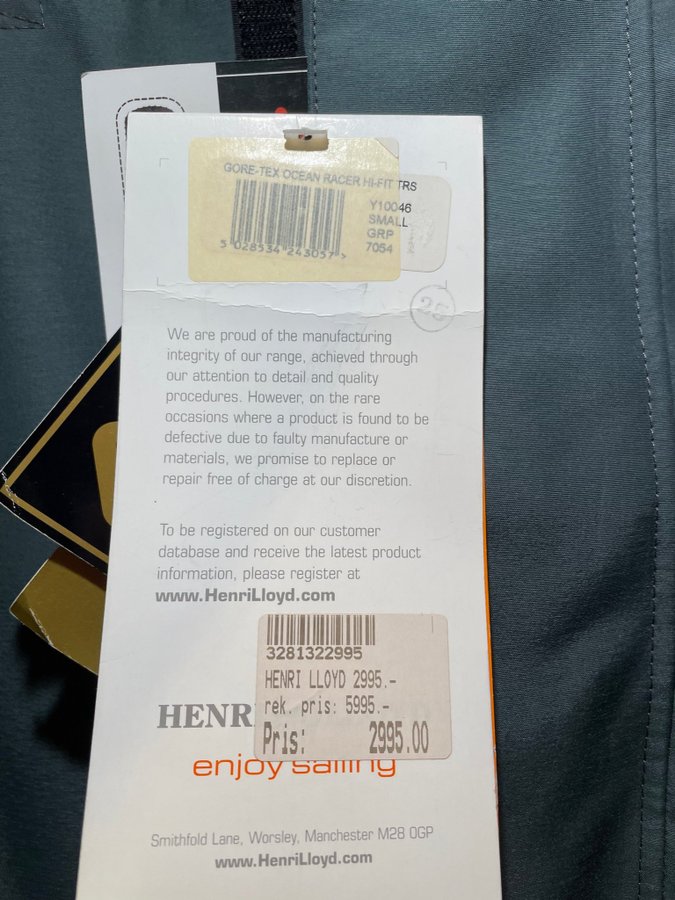 GORE-TEX OCEAN RACER HI-FIT TRS
Y10046
SMALL
GRP
7054
5 028534 243057 >
25
We are proud of the manufacturing
integrity of our range, achieved through
our attention to detail and quality
procedures. However, on the rare
occasions where a product is found to be
defective due to faulty manufacture or
materials, we promise to replace or
repair free of charge at our discretion.
To be registered on our customer
database and receive the latest product
information, please register at
www.HenriLloyd.com
3281322995
HENRI LLOYD 2995.-
rek. pris: 5995.-
Pris: 2995.00
HENR
enjoy sailing
Smithfold Lane, Worsley, Manchester M28 0GP
www.HenriLloyd.com